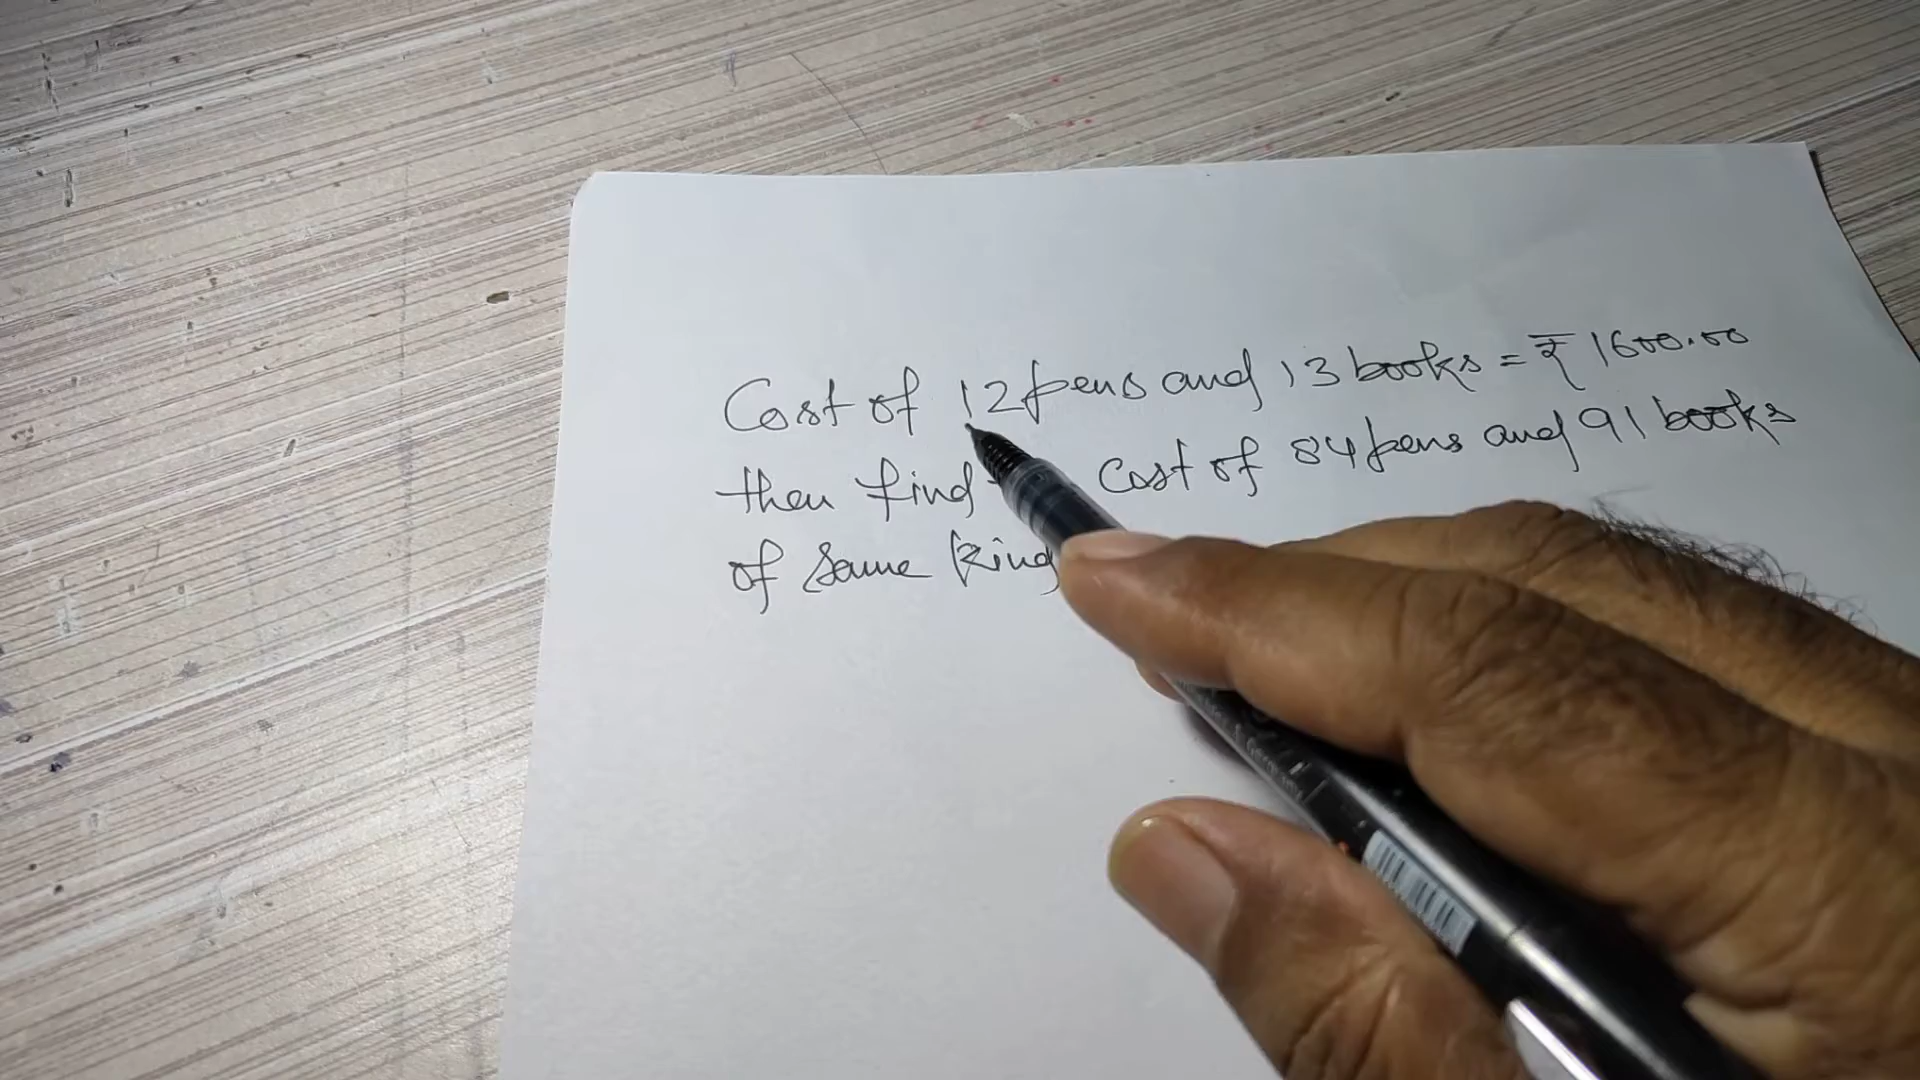 Cost of 12 pens and 13 books = ₹ 1600.00
then find cost of 84 pens and 91 books
of same kind